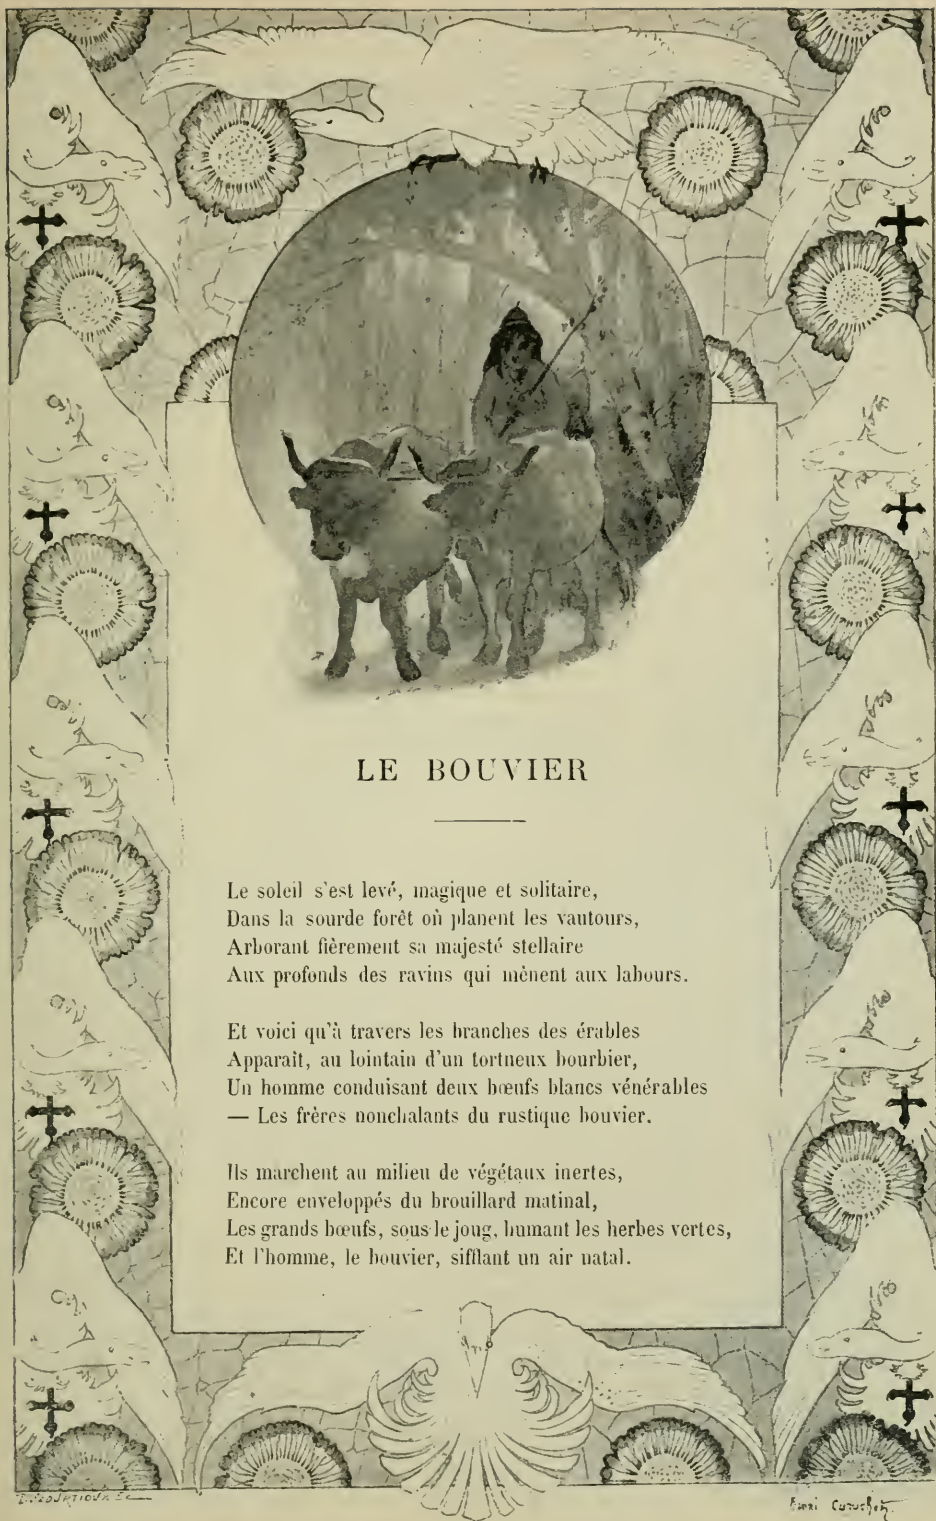 LE BOUVIER
Le soleil s'est levé, magique et solitaire,
Dans la sourde forêt où planent les vautours,
Arborant fièrement sa majesté stellaire
Aux profonds des ravins qui mènent aux labours.
Et voici qu'à travers les branches des érables
Apparaît, au lointain d'un tortueux bourbier,
Un homme conduisant deux bœufs blancs vénérables
— Les frères nonchalants du rustique bouvier.
Ils marchent au milieu de végétaux inertes,
Encore enveloppés du brouillard matinal,
Les grands bœufs, sous le joug, humant les herbes vertes,
Et l'homme, le bouvier, sifflant un air natal.